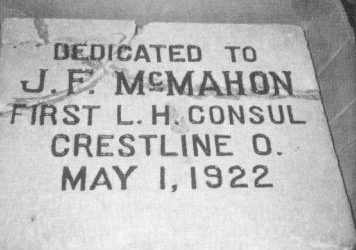 DEDICATED TO
J. F. McMAHON
FIRST L. H. CONSUL
CRESTLINE O.
MAY 1, 1922